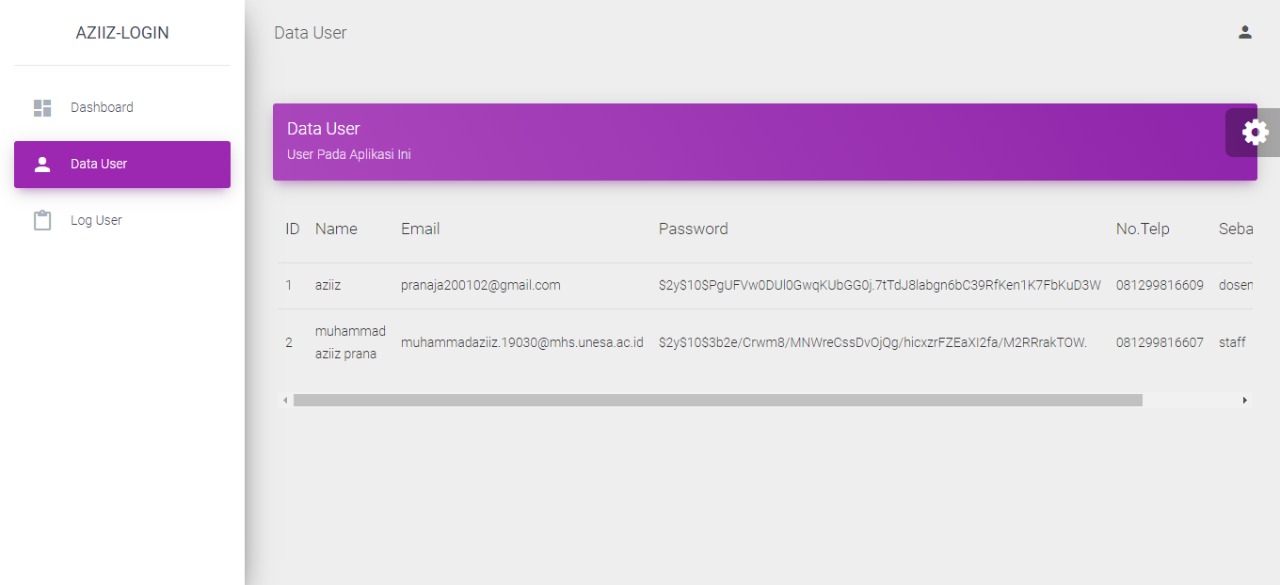 AZIIZ-LOGIN
Data User
Dashboard
Data User
Log User
Data User
User Pada Aplikasi Ini
ID Name Email Password No.Telp Seba
1 aziiz pranaja200102@gmail.com $2y$10$PgUFVw0DUl0GwqKUbGG0j.7tTdJ8labgn6bC39RfKen1K7FbKuD3W 081299816609 dosen
2 muhammad aziiz prana muhammadaziiz.19030@mhs.unesa.ac.id $2y$10$3b2e/Crwm8/MNWreCssDvOjQg/hicxzrFZEaXI2fa/M2RRrakTOW. 081299816607 staff